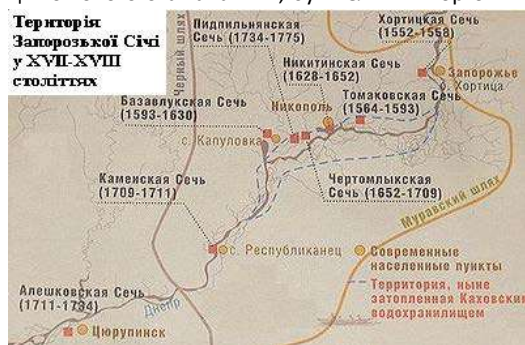 Територія
Запорозької Січі
у XVII-XVIII
століттях
Черный шлях
Пидпильнянская
Сечь (1734-1775)
Хортицкая Сечь
(1552-1558)
Никитинская Сечь
(1628-1652)
Запорожье
Хортица
Базавлукская Сечь
(1593-1630)
Никополь
Томаковская Сечь
(1564-1593)
с. Капуловка
Каменская Сечь
(1709-1711)
Чертомлыкская
Сечь (1652-1709)
Муравский шлях
с. Республиканец
Современные
населенные пункты
Территория, ныне
затопленная Каховским
водохранилищем
Алешковская Сечь
(1711-1734)
Днепр
Цюрупинск